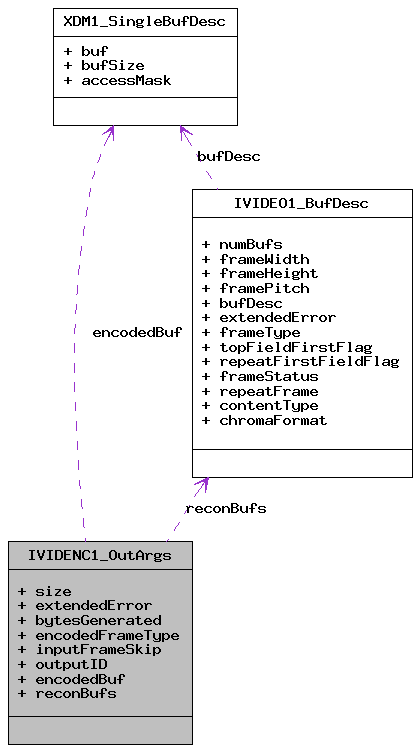 XDM1_SingleBufDesc
+ buf
+ bufSize
+ accessMask
bufDesc
IVIDEO1_BufDesc
+ numBufs
+ frameWidth
+ frameHeight
+ framePitch
+ bufDesc
+ extendedError
+ frameType
+ topFieldFirstFlag
+ repeatFirstFieldFlag
+ frameStatus
+ repeatFrame
+ contentType
+ chromaFormat
encodedBuf
reconBufs
IVIDENC1_OutArgs
+ size
+ extendedError
+ bytesGenerated
+ encodedFrameType
+ inputFrameSkip
+ outputID
+ encodedBuf
+ reconBufs